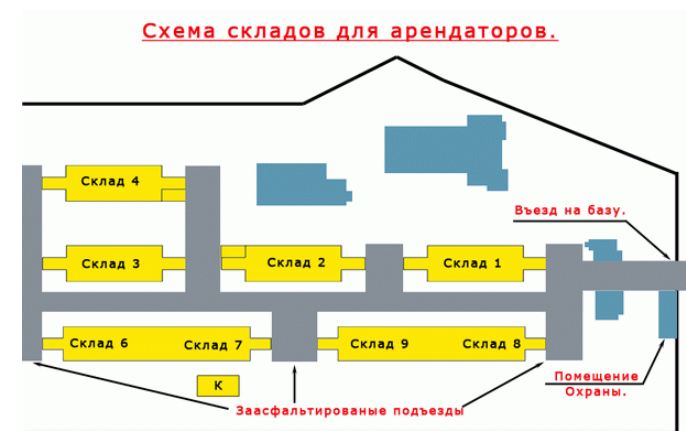 Схема складов для арендаторов.
Склад 4
Въезд на базу.
Склад 3
Склад 2
Склад 1
Склад 6
Склад 7
Склад 9
Склад 8
К
Помещение
Охраны.
Заасфальтированые подъезды